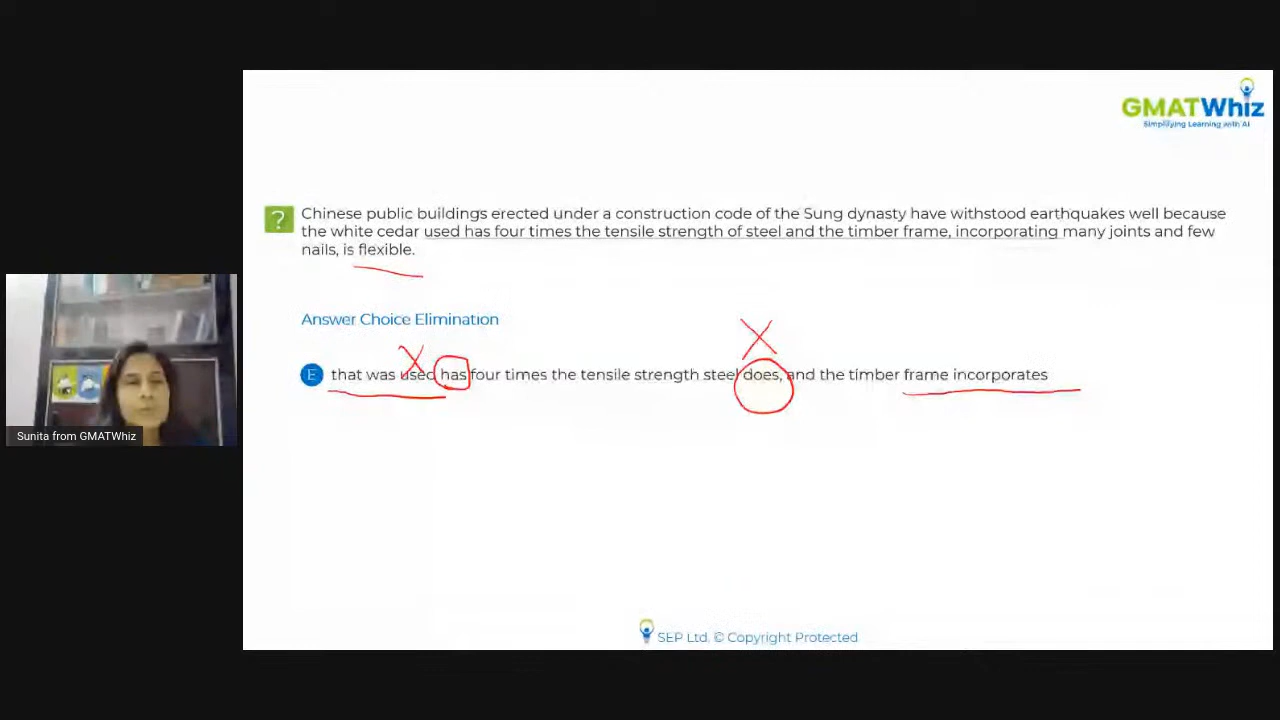 GMATWhiz
Simplifying Learning with AI
? Chinese public buildings erected under a construction code of the Sung dynasty have withstood earthquakes well because
the white cedar used has four times the tensile strength of steel and the timber frame, incorporating many joints and few
nails, is flexible.
Answer Choice Elimination
E that was used has four times the tensile strength steel does, and the timber frame incorporates
Sunita from GMATWhiz
SEP Ltd. © Copyright Protected